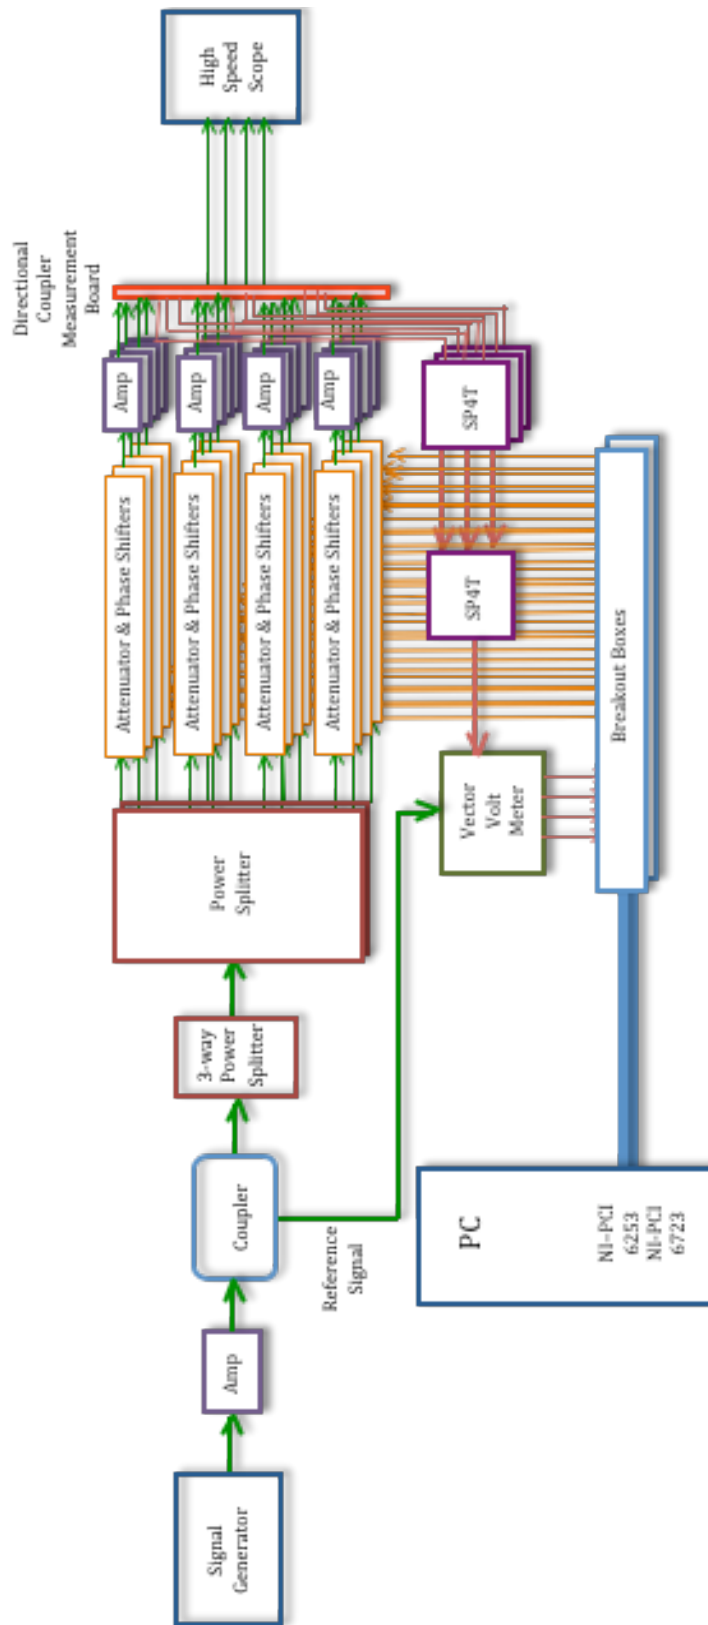 Signal
Generator
Amp
Coupler
Reference
Signal
3-way
Power
Splitter
Power
Splitter
Attenuator & Phase Shifters
Attenuator & Phase Shifters
Attenuator & Phase Shifters
Attenuator & Phase Shifters
Amp
Amp
Amp
Amp
Directional
Coupler
Measurement
Board
High
Speed
Scope
SP4T
SP4T
Vector
Volt
Meter
Breakout Boxes
PC
NI-PCI
6253
NI-PCI
6723